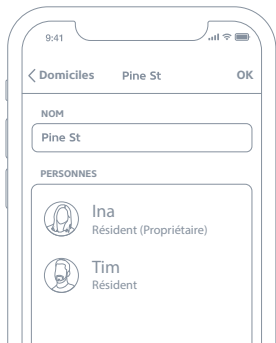 9:41
Domiciles Pine St OK
NOM
Pine St
PERSONNES
Ina
Résident (Propriétaire)
Tim
Résident